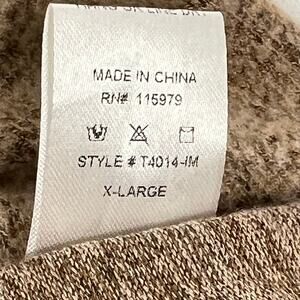 MADE IN CHINA
RN# 115979
STYLE # T4014-IM
X-LARGE